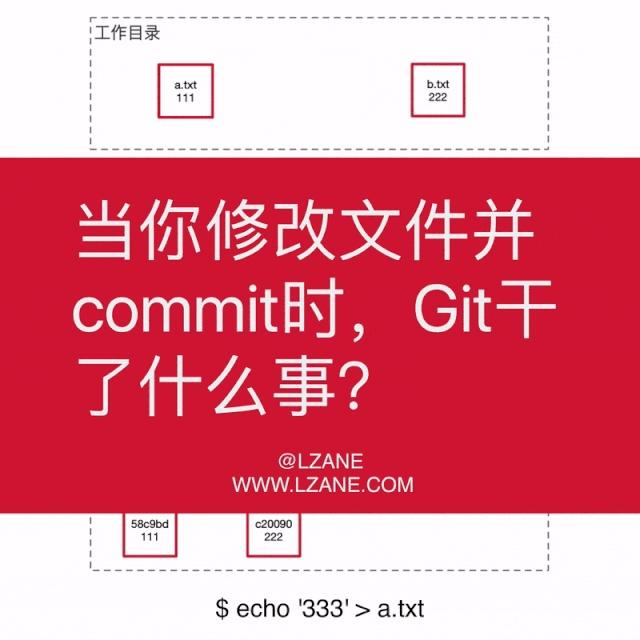 工作目录
a.txt
111
b.txt
222
当你修改文件并
commit时，Git干
了什么事？
@LZANE
WWW.LZANE.COM
58c9bd
111
c20090
222
$ echo '333' > a.txt